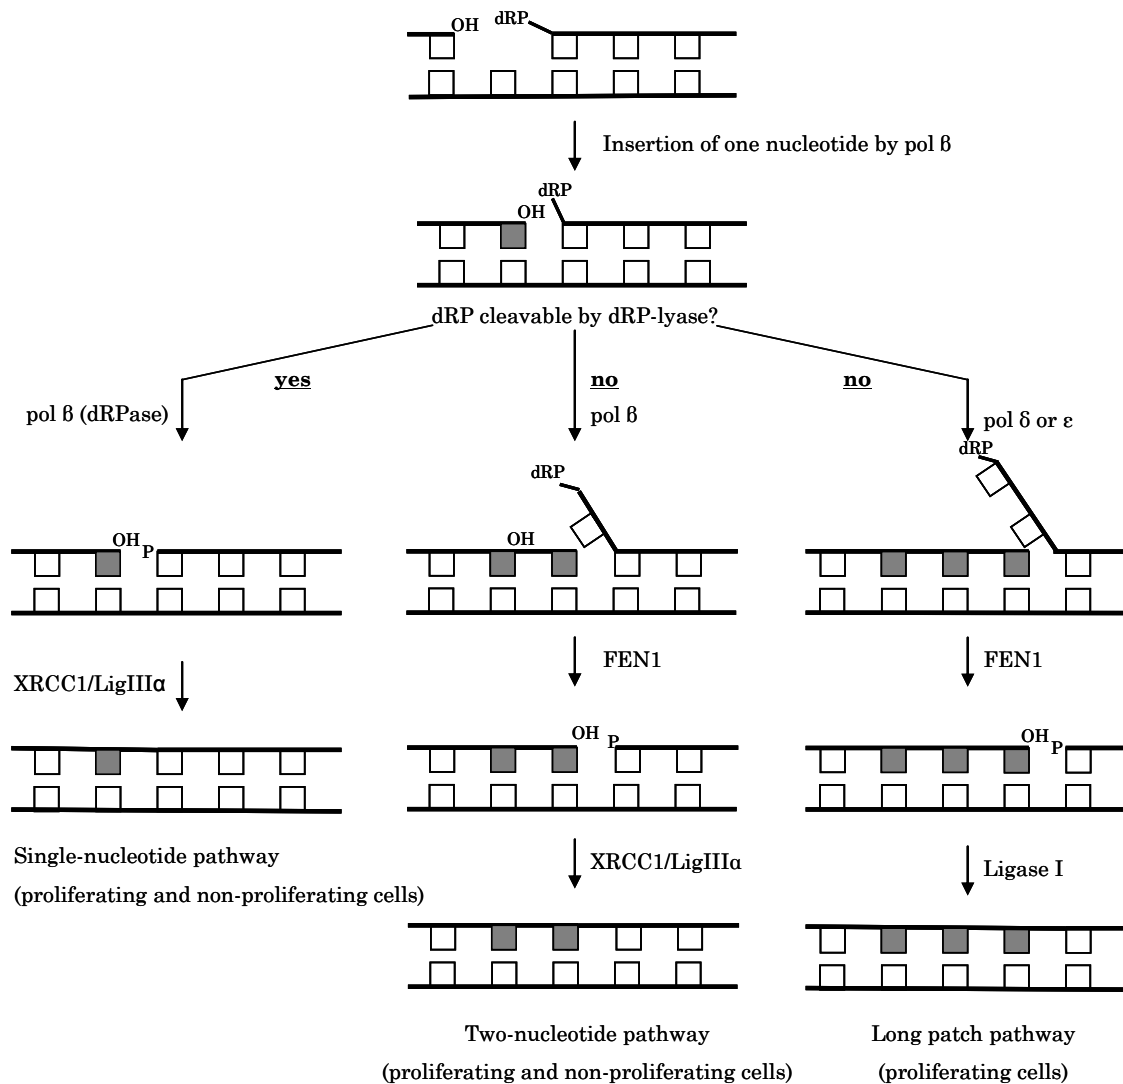 OH
dRP
Insertion of one nucleotide by pol ß
dRP
OH
dRP cleavable by dRP-lyase?
yes
no
no
pol ß (dRPase)
pol ß
pol δ or ε
dRP
dRP
OH
P
OH
XRCC1/LigIIIα
FEN1
FEN1
OH
P
OH
P
Single-nucleotide pathway
(proliferating and non-proliferating cells)
XRCC1/LigIIIα
Ligase I
Two-nucleotide pathway
(proliferating and non-proliferating cells)
Long patch pathway
(proliferating cells)